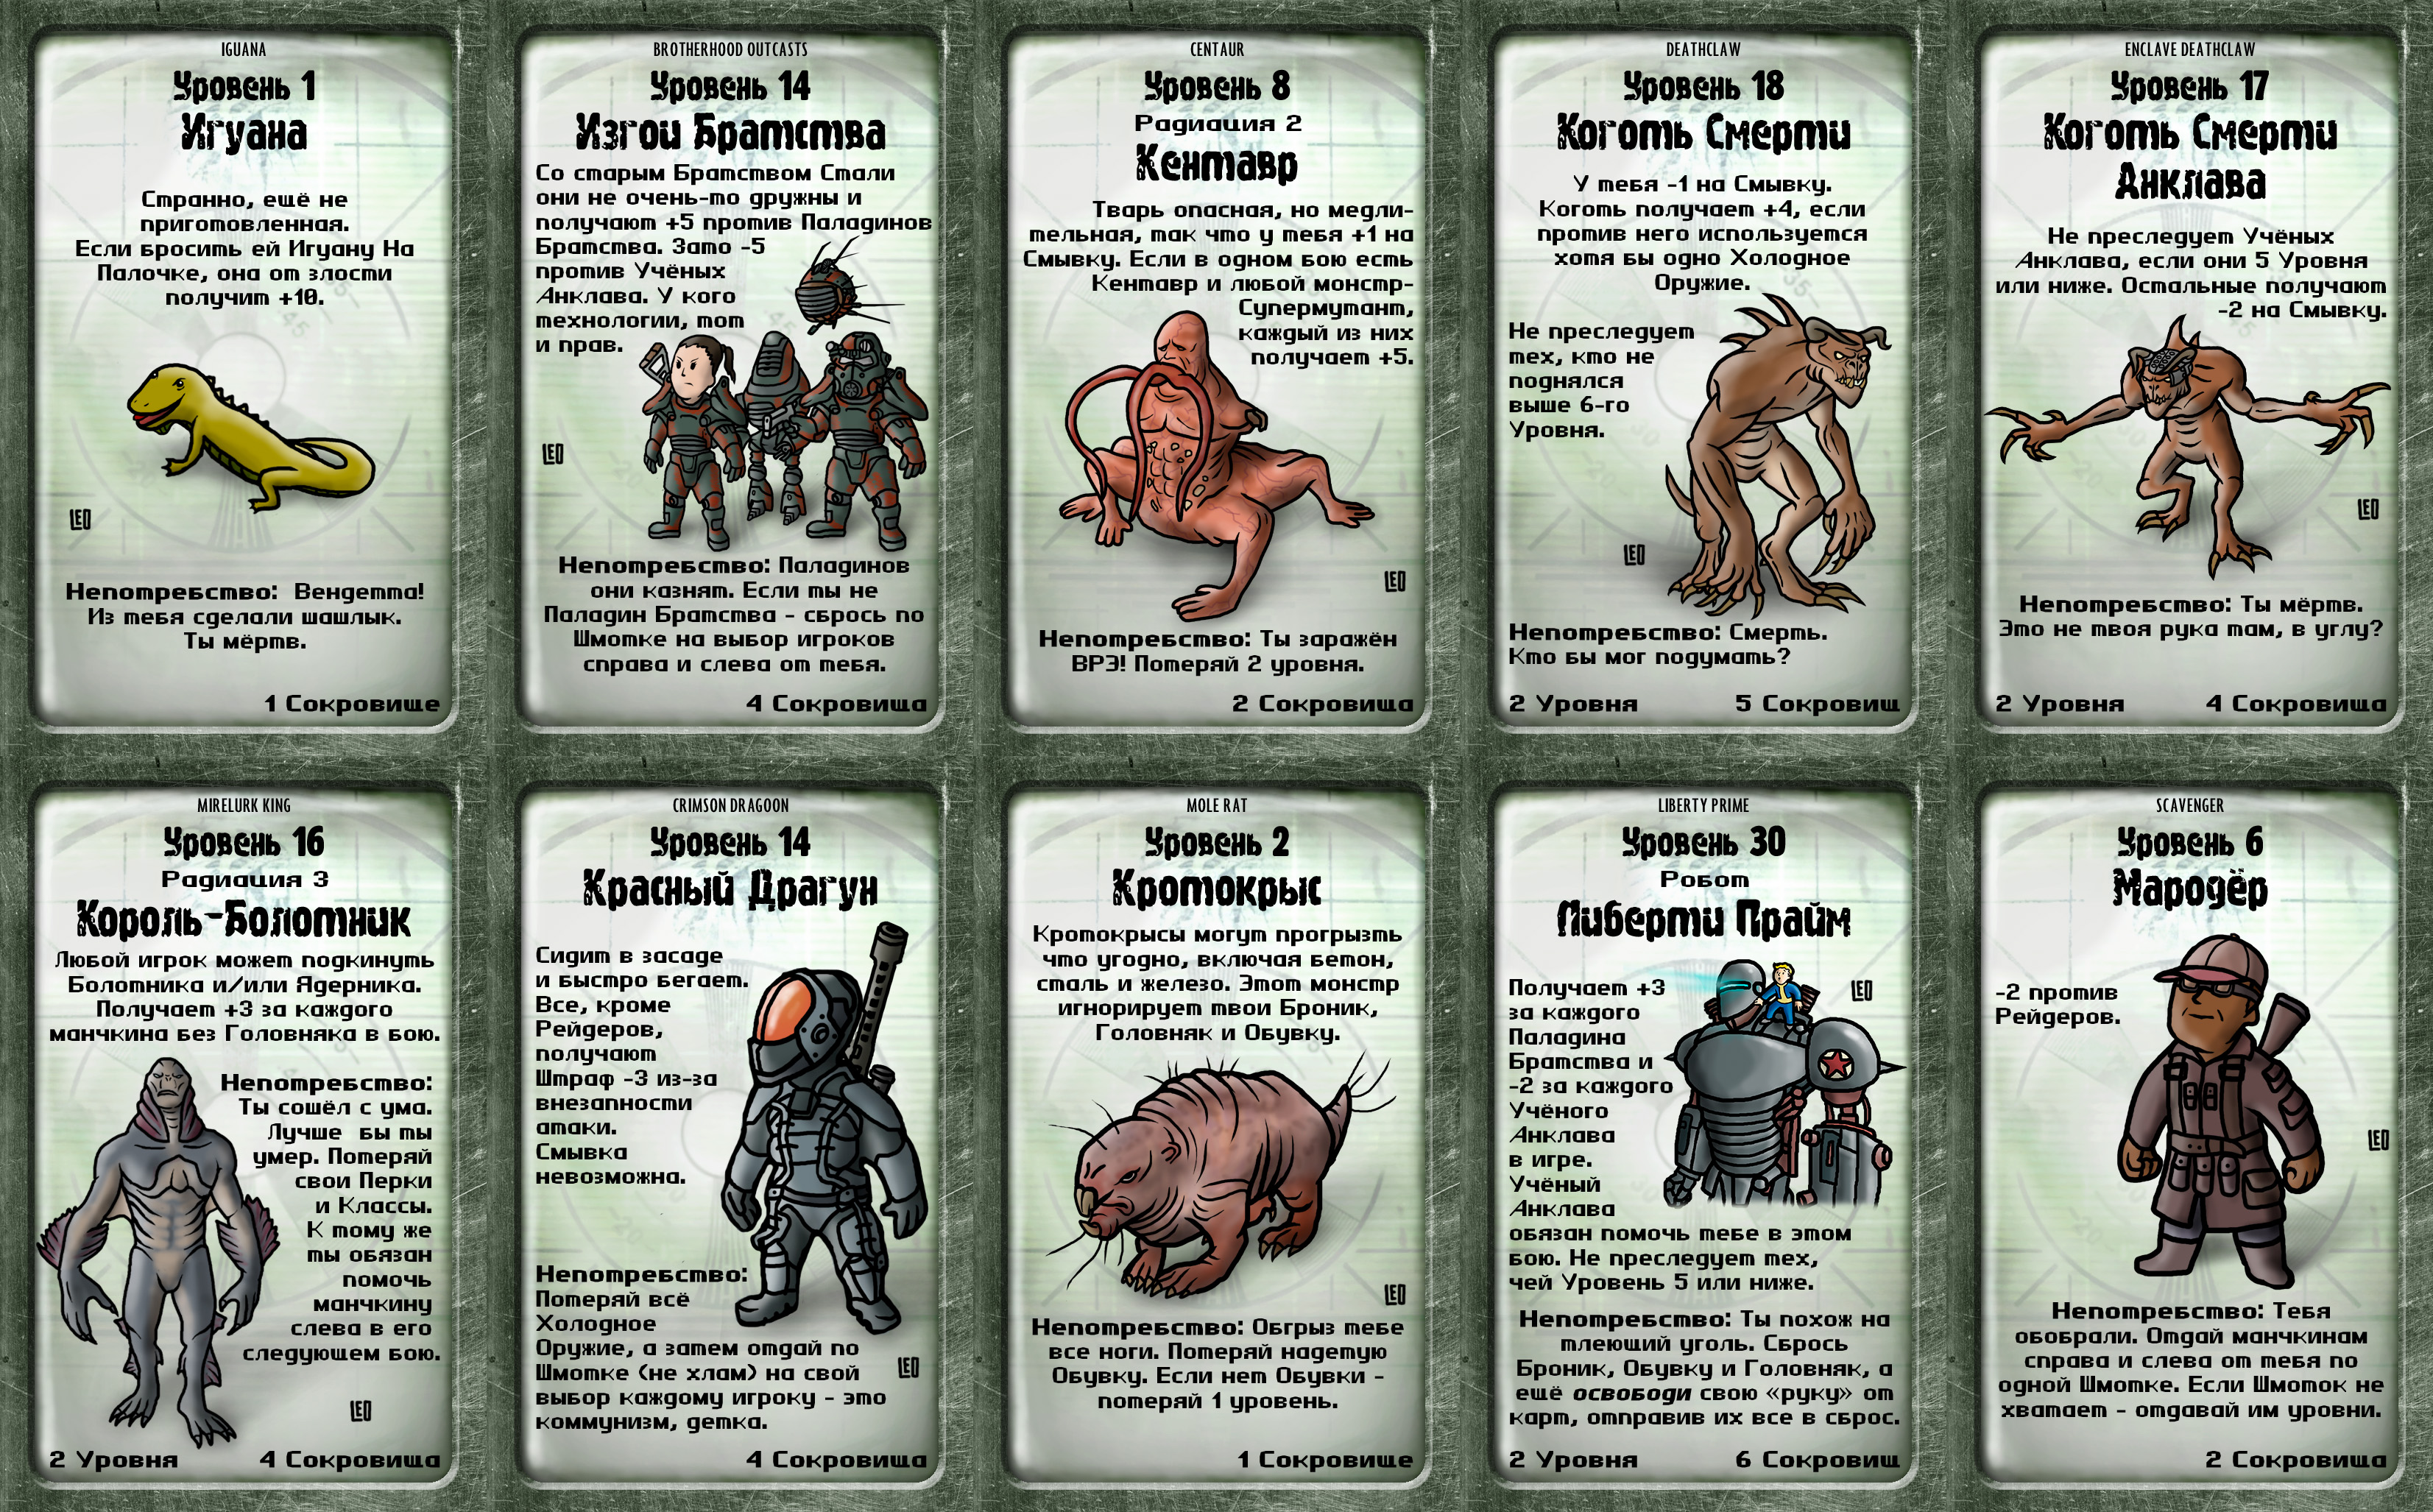 IGUANA
Уровень 1
Игуана
Странно, ещё не
приготовленная.
Если бросить ей Игуану На
Палочке, она от злости
получит +10.
LEO
Непотребство: Вендетта!
Из тебя сделали шашлык.
Ты мёртв.
1 Сокровище
BROTHERHOOD OUTCASTS
Уровень 14
Изгои Братства
Со старым Братством Стали
они не очень-то дружны и
получают +5 против Паладинов
Братства. Зато -5
против Учёных
Анклава. У кого
технологии, тот
и прав.
LEO
Непотребство: Паладинов
они казнят. Если ты не
Паладин Братства - сбрось по
Шмотке на выбор игроков
справа и слева от тебя.
4 Сокровища
CENTAUR
Уровень 8
Радиация 2
Кентавр
Тварь опасная, но медли-
тельная, так что у тебя +1 на
Смывку. Если в одном бою есть
Кентавр и любой монстр-
Супермутант,
каждый из них
получает +5.
LEO
Непотребство: Ты заражён
ВРЭ! Потеряй 2 уровня.
2 Сокровища
DEATHCLAW
Уровень 18
Коготь Смерти
У тебя -1 на Смывку.
Коготь получает +4, если
против него используется
хотя бы одно Холодное
Оружие.
Не преследует
тех, кто не
поднялся
выше 6-го
Уровня.
LEO
Непотребство: Смерть.
Кто бы мог подумать?
2 Уровня 5 Сокровищ
ENCLAVE DEATHCLAW
Уровень 17
Коготь Смерти
Анклава
Не преследует Учёных
Анклава, если они 5 Уровня
или ниже. Остальные получают
-2 на Смывку.
LEO
Непотребство: Ты мёртв.
Это не твоя рука там, в углу?
2 Уровня 4 Сокровища
MIRELURK KING
Уровень 16
Радиация 3
Король-Болотник
Любой игрок может подкинуть
Болотника и/или Ядерника.
Получает +3 за каждого
манчкина без Головняка в бою.
Непотребство:
Ты сошёл с ума.
Лучше бы ты
умер. Потеряй
свои Перки
и Классы.
К тому же
ты обязан
помочь
манчкину
слева в его
следующем бою.
LEO
2 Уровня 4 Сокровища
CRIMSON DRAGOON
Уровень 14
Красный Драгун
Сидит в засаде
и быстро бегает.
Все, кроме
Рейдеров,
получают
Штраф -3 из-за
внезапности
атаки.
Смывка
невозможна.
Непотребство:
Потеряй всё
Холодное
Оружие, а затем отдай по
Шмотке (не хлам) на свой
выбор каждому игроку - это
коммунизм, детка.
LEO
4 Сокровища
MOLE RAT
Уровень 2
Кротокрыс
Кротокрысы могут прогрызть
что угодно, включая бетон,
сталь и железо. Этот монстр
игнорирует твои Броник,
Головняк и Обувку.
LEO
Непотребство: Обгрыз тебе
все ноги. Потеряй надетую
Обувку. Если нет Обувки -
потеряй 1 уровень.
1 Сокровище
LIBERTY PRIME
Уровень 30
Робот
Либерти Прайм
LEO
Получает +3
за каждого
Паладина
Братства и
-2 за каждого
Учёного
Анклава
в игре.
Учёный
Анклава
обязан помочь тебе в этом
бою. Не преследует тех,
чей Уровень 5 или ниже.
Непотребство: Ты похож на
тлеющий уголь. Сбрось
Броник, Обувку и Головняк, а
ещё освободи свою «руку» от
карт, отправив их все в сброс.
2 Уровня 6 Сокровищ
SCAVENGER
Уровень 6
Мародёр
-2 против
Рейдеров.
LEO
Непотребство: Тебя
обобрали. Отдай манчкинам
справа и слева от тебя по
одной Шмотке. Если Шмоток не
хватает - отдавай им уровни.
2 Сокровища